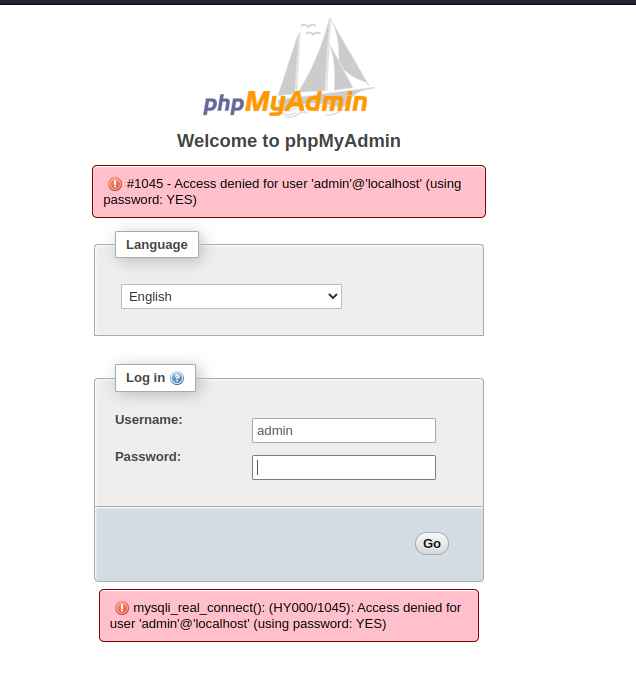 phpMyAdmin
Welcome to phpMyAdmin
#1045 - Access denied for user 'admin'@'localhost' (using
password: YES)
Language
English
Log in
Username:
admin
Password:
Go
mysqli_real_connect(): (HY000/1045): Access denied for
user 'admin'@'localhost' (using password: YES)